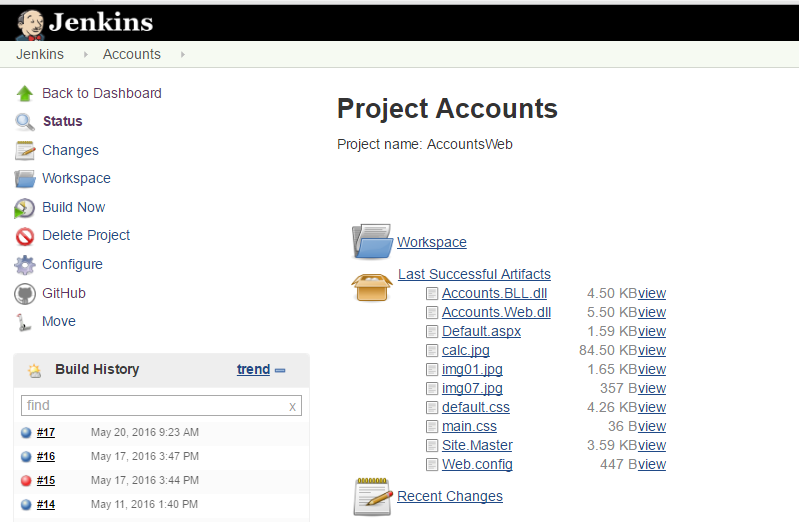 Jenkins
Jenkins Accounts
Back to Dashboard
Status
Changes
Workspace
Build Now
Delete Project
Configure
GitHub
Move
Build History trend
find x
#17 May 20, 2016 9:23 AM
#16 May 17, 2016 3:47 PM
#15 May 17, 2016 3:44 PM
#14 May 11, 2016 1:40 PM
Project Accounts
Project name: AccountsWeb
Workspace
Last Successful Artifacts
Accounts.BLL.dll 4.50 KB view
Accounts.Web.dll 5.50 KB view
Default.aspx 1.59 KB view
calc.jpg 84.50 KB view
img01.jpg 1.65 KB view
img07.jpg 357 B view
default.css 4.26 KB view
main.css 36 B view
Site.Master 3.59 KB view
Web.config 447 B view
Recent Changes